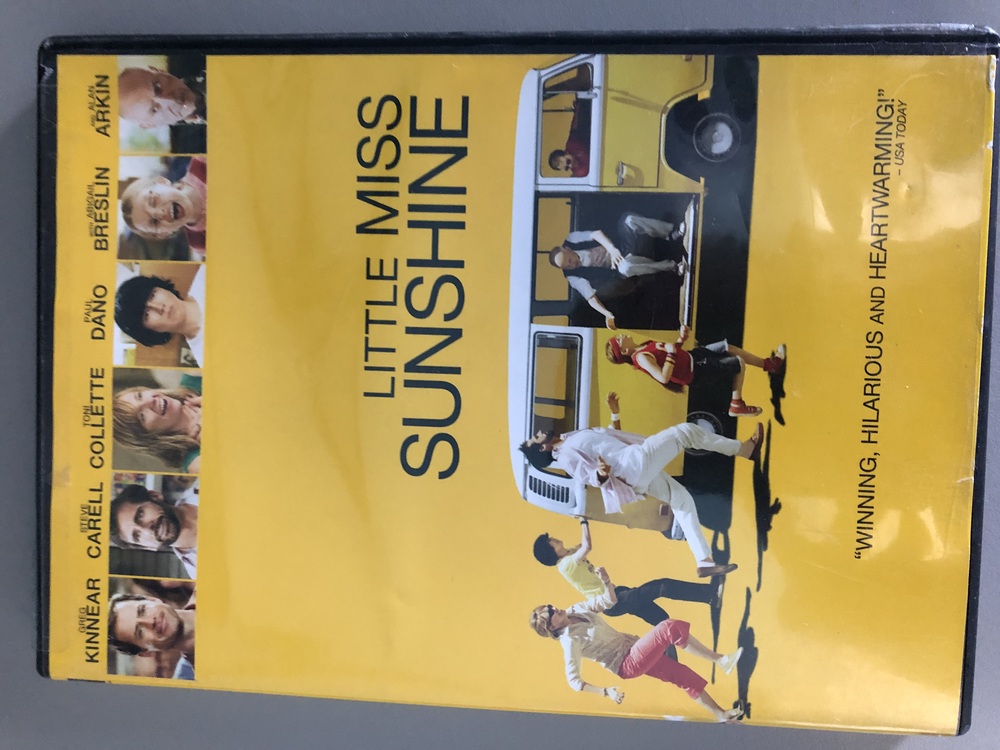 GREG KINNEAR
STEVE CARELL
TONI COLLETTE
PAUL DANO
WITH ABIGAIL BRESLIN
AND ALAN ARKIN
LITTLE MISS
SUNSHINE
“WINNING, HILARIOUS AND HEARTWARMING!”
– USA TODAY